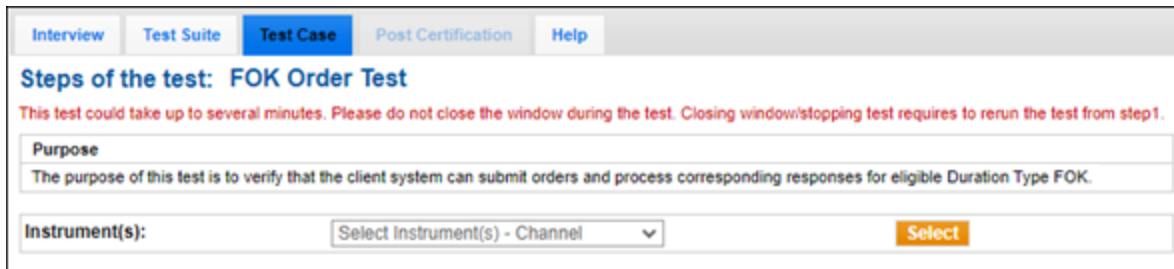 Interview Test Suite Test Case Post Certification Help
Steps of the test: FOK Order Test
This test could take up to several minutes. Please do not close the window during the test. Closing window/stopping test requires to rerun the test from step1.
Purpose
The purpose of this test is to verify that the client system can submit orders and process corresponding responses for eligible Duration Type FOK.
Instrument(s): Select Instrument(s) - Channel Select